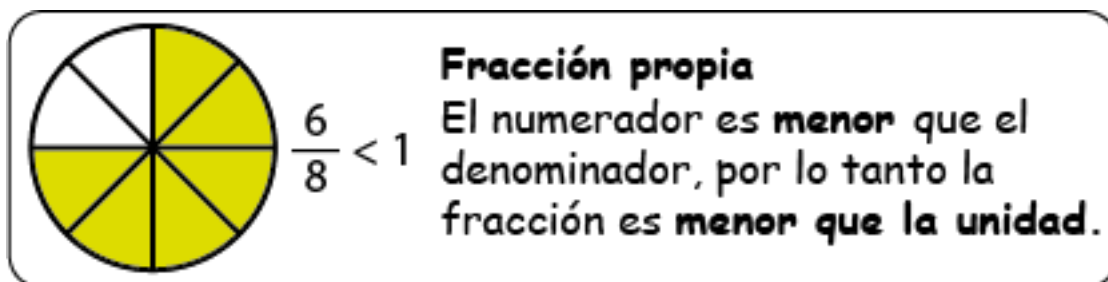 6/8 < 1
Fracción propia
El numerador es menor que el
denominador, por lo tanto la
fracción es menor que la unidad.